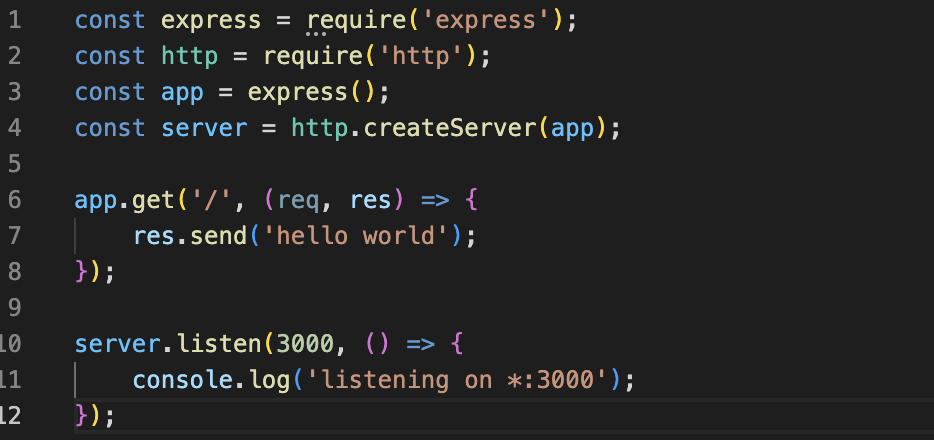 1 const express = require('express');
2 const http = require('http');
3 const app = express();
4 const server = http.createServer(app);
5
6 app.get('/', (req, res) => {
7     res.send('hello world');
8 });
9
10 server.listen(3000, () => {
11     console.log('listening on *:3000');
12 });